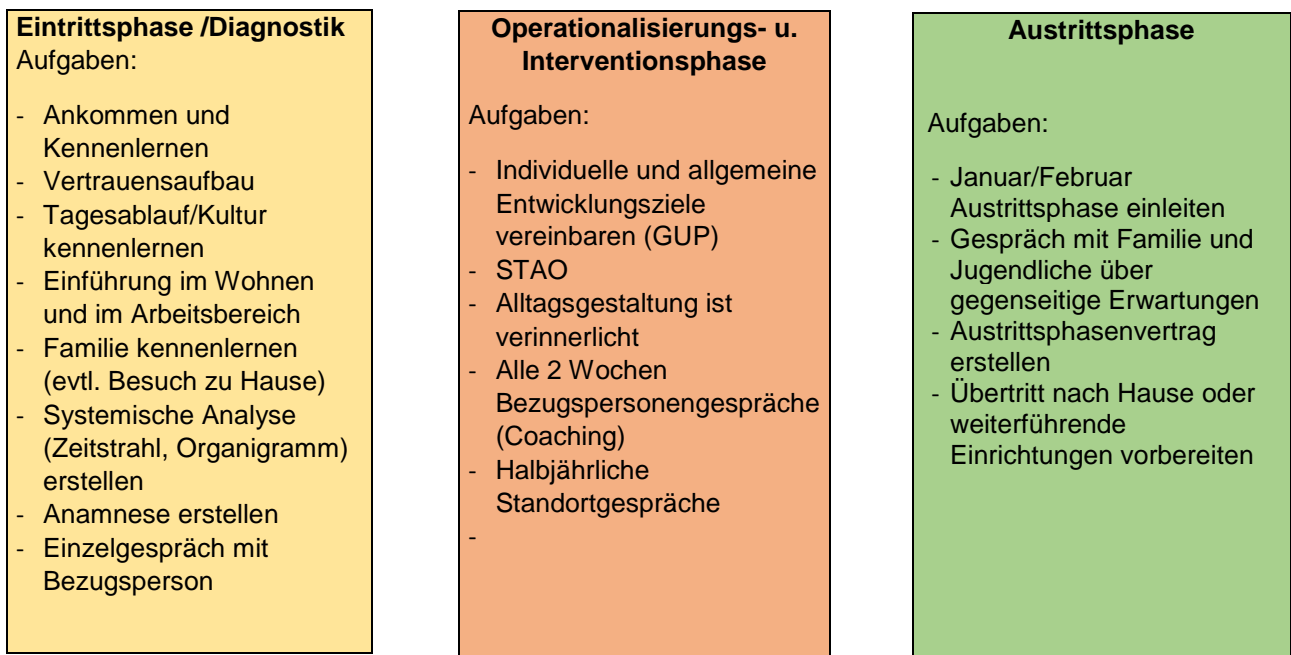 Eintrittsphase /Diagnostik
Aufgaben:
- Ankommen und
Kennenlernen
- Vertrauensaufbau
- Tagesablauf/Kultur
kennenlernen
- Einführung im Wohnen
und im Arbeitsbereich
- Familie kennenlernen
(evtl. Besuch zu Hause)
- Systemische Analyse
(Zeitstrahl, Organigramm)
erstellen
- Anamnese erstellen
- Einzelgespräch mit
Bezugsperson
Operationalisierungs- u.
Interventionsphase
Aufgaben:
- Individuelle und allgemeine
Entwicklungsziele
vereinbaren (GUP)
- STAO
- Alltagsgestaltung ist
verinnerlicht
- Alle 2 Wochen
Bezugspersonengespräche
(Coaching)
- Halbjährliche
Standortgespräche
-
Austrittsphase
Aufgaben:
- Januar/Februar
Austrittsphase einleiten
- Gespräch mit Familie und
Jugendliche über
gegenseitige Erwartungen
- Austrittsphasenvertrag
erstellen
- Übertritt nach Hause oder
weiterführende
Einrichtungen vorbereiten